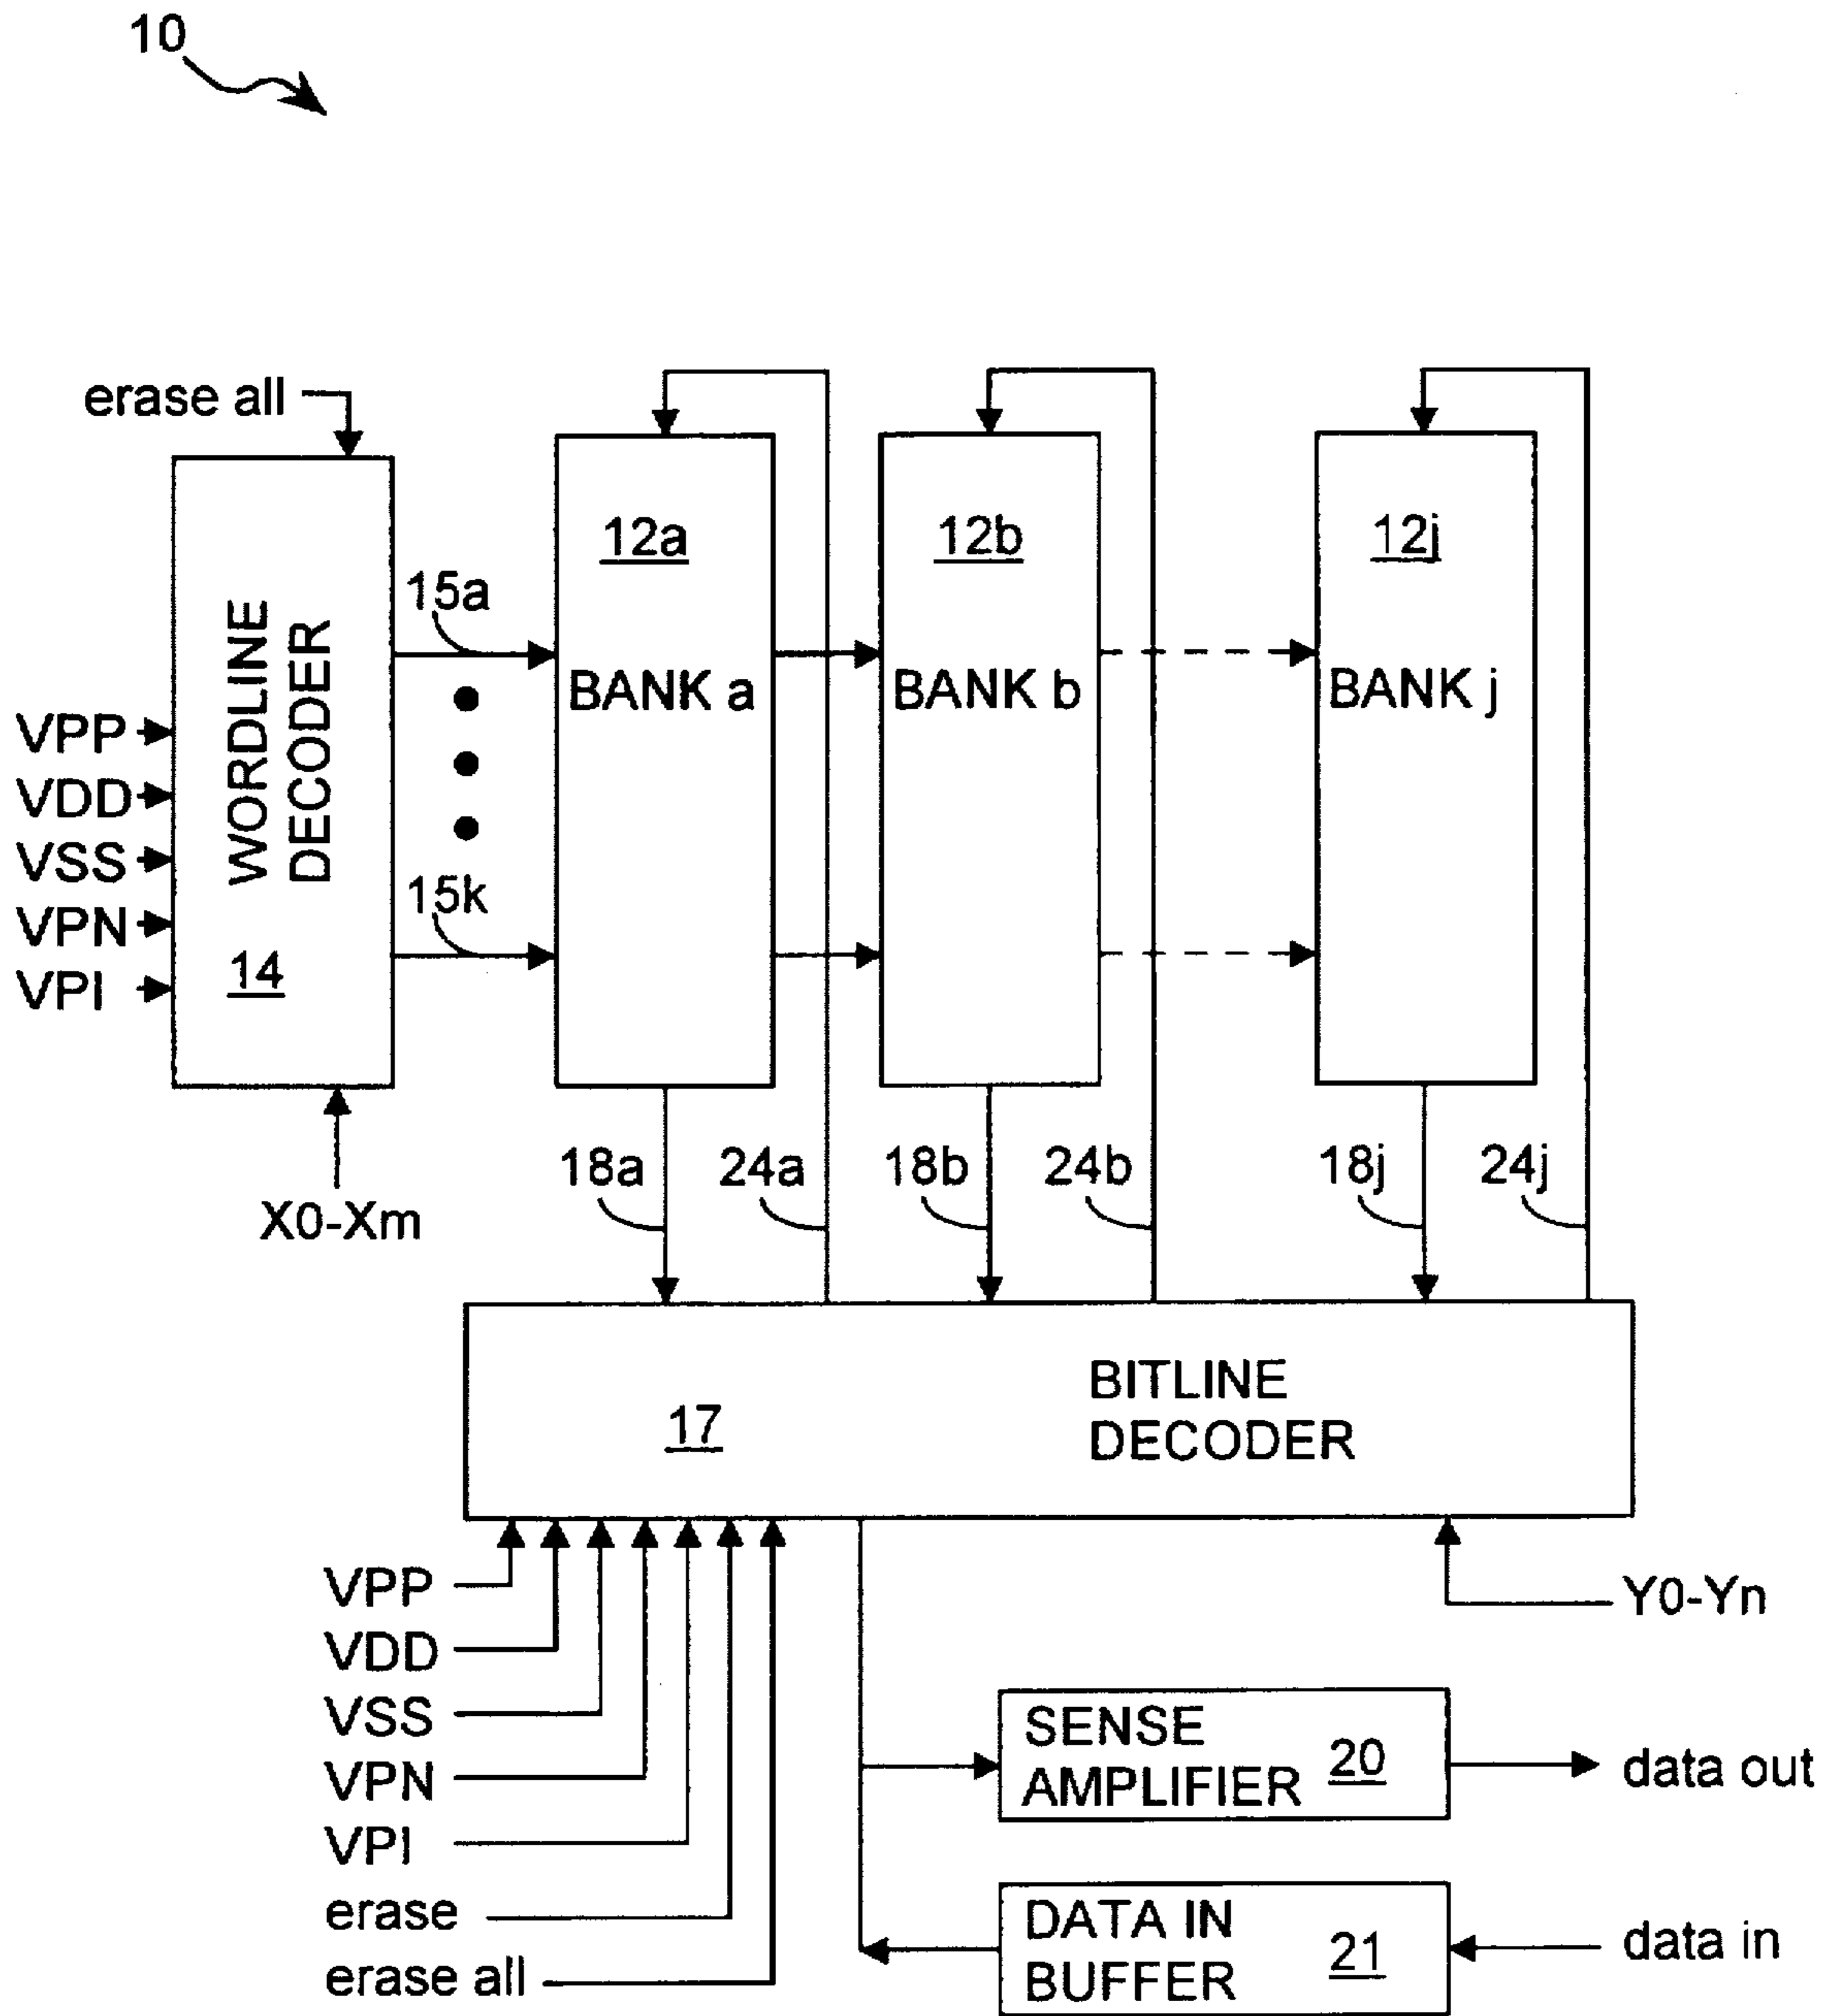 10
erase all
12a
12b
12j
15a
WORDLINE
DECODER
BANK a
BANK b
BANK j
VPP
VDD
VSS
VPN
VPI
15k
14
18a
24a
18b
24b
18j
24j
X0-Xm
BITLINE
DECODER
17
VPP
VDD
VSS
VPN
VPI
erase
erase all
Y0-Yn
SENSE
AMPLIFIER
20
data out
DATA IN
BUFFER
21
data in